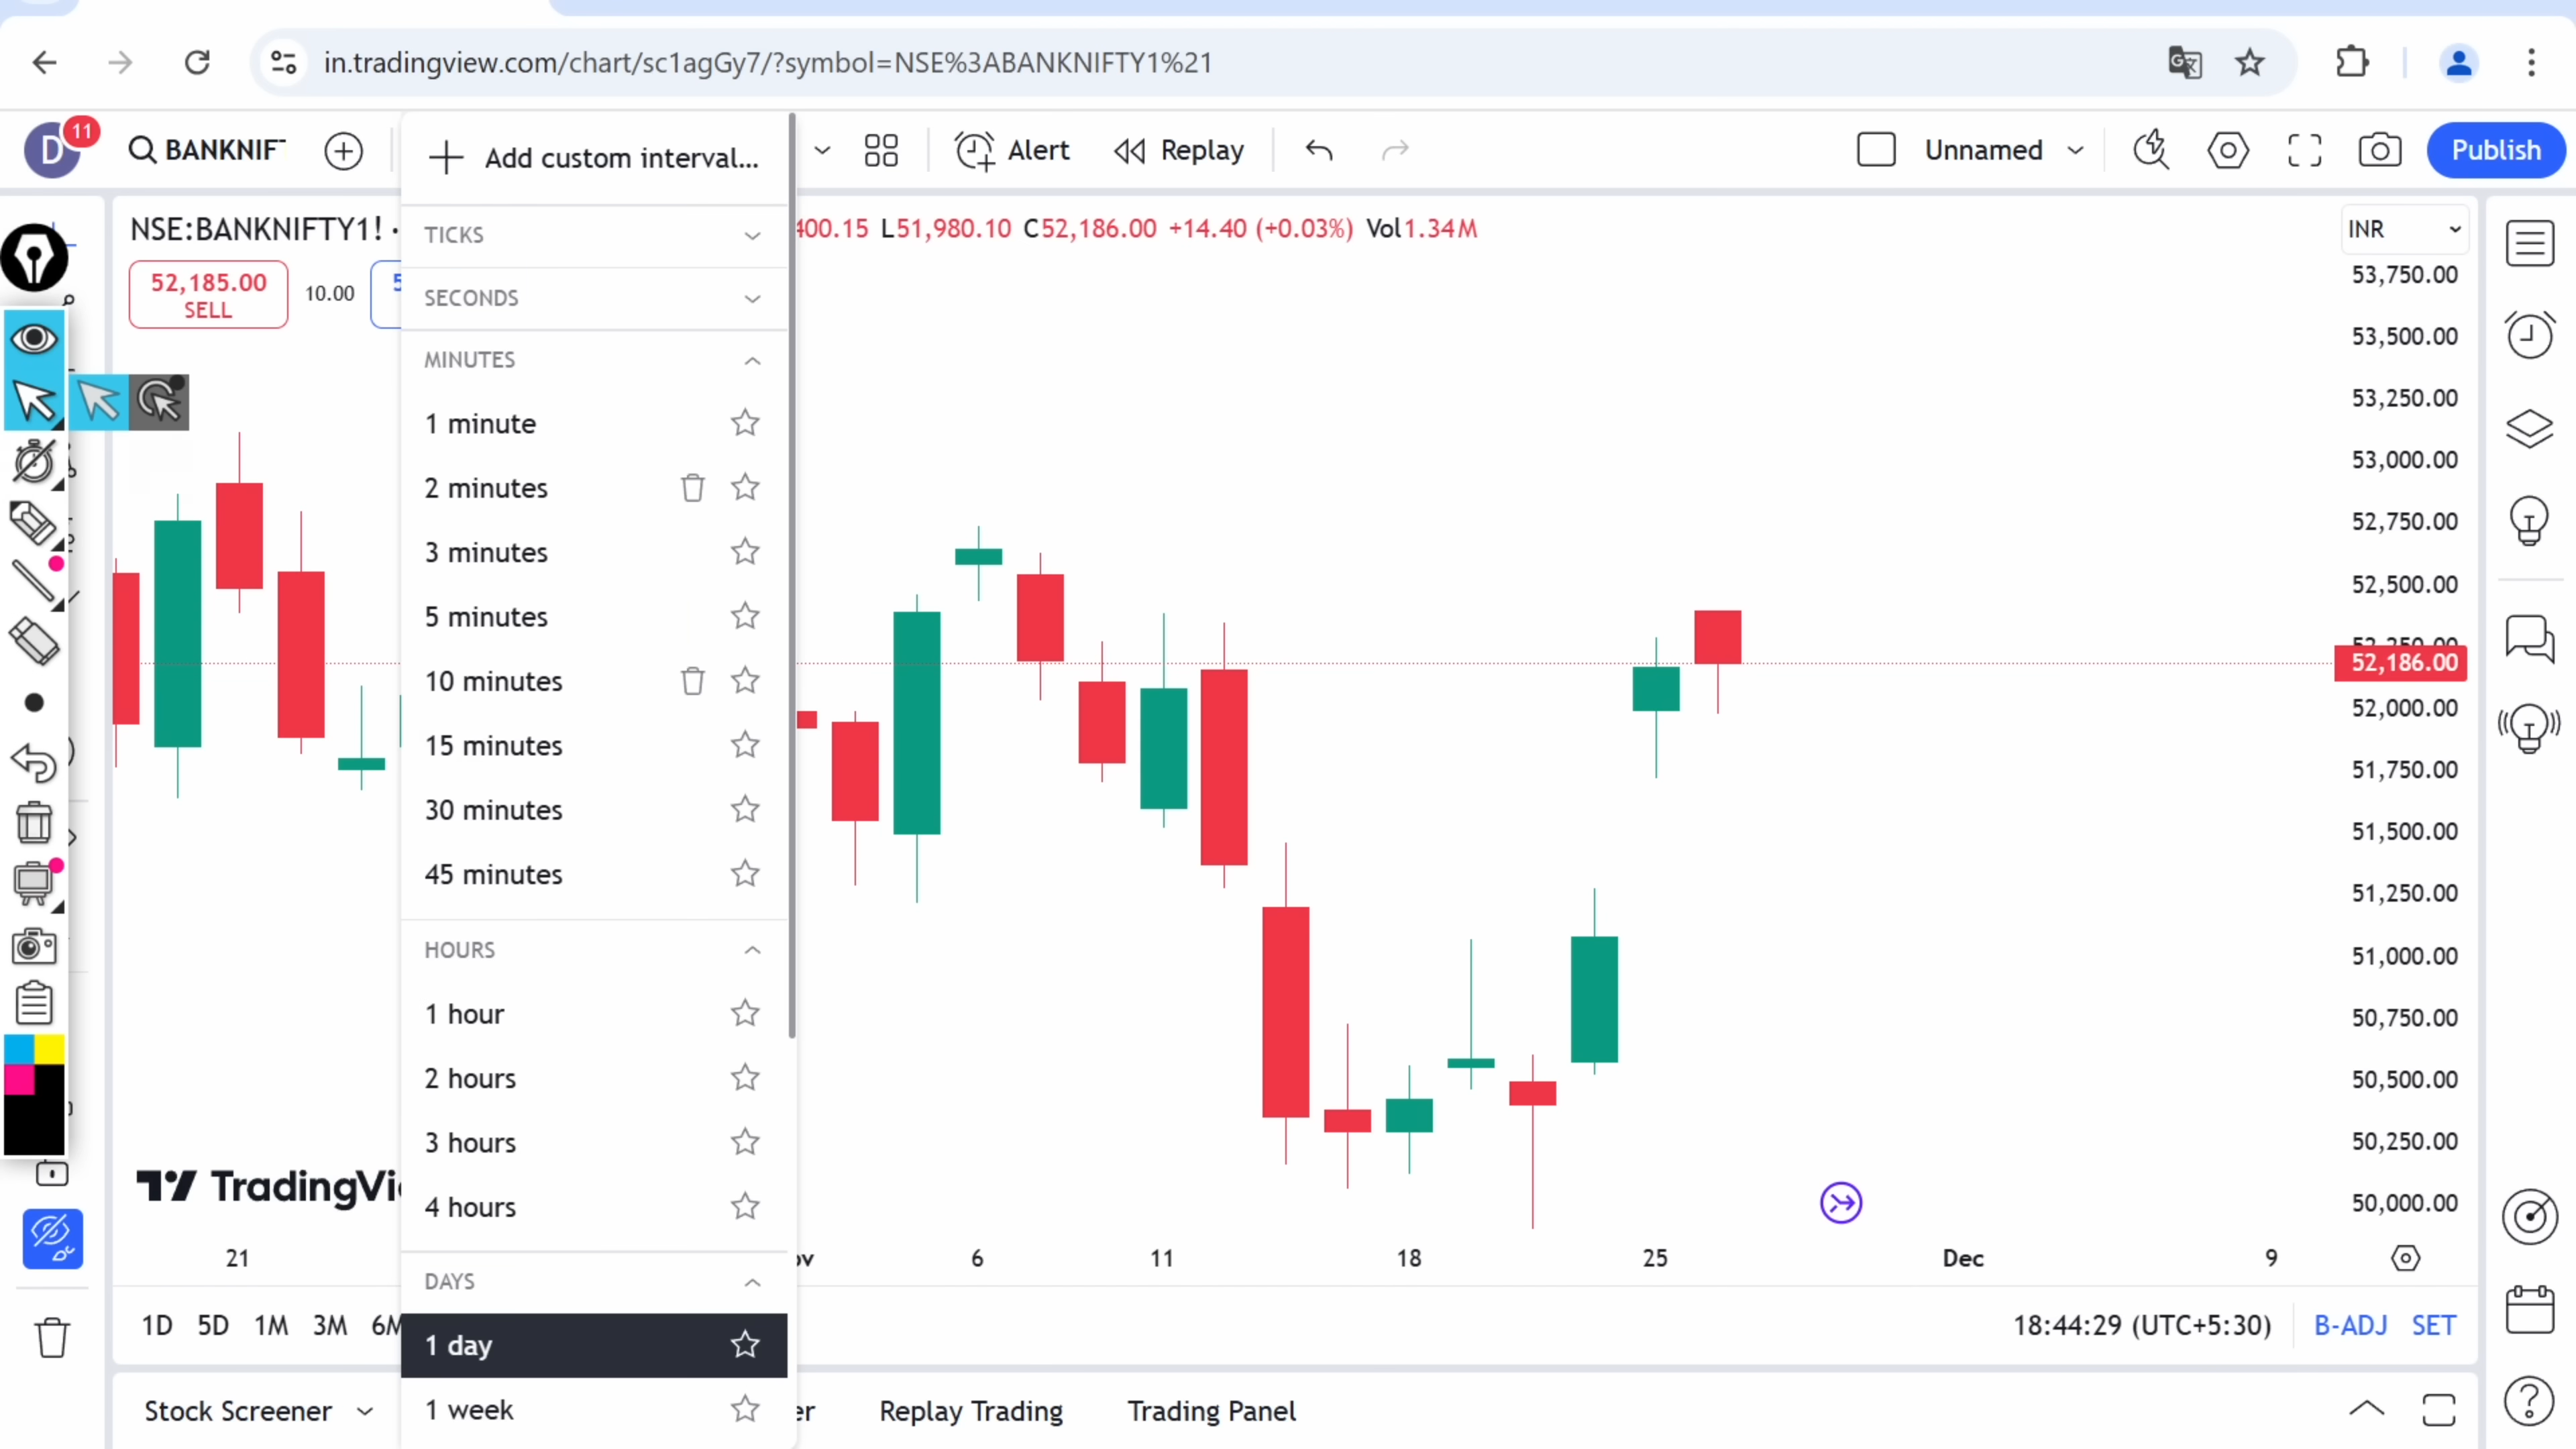 in.tradingview.com/chart/sc1agGy7/?symbol=NSE%3ABANKNIFTY1%21
D 11 BANKNIF Alert Replay Unnamed Publish
Add custom interval...
NSE:BANKNIFTY1! · 400.15 L51,980.10 C52,186.00 +14.40 (+0.03%) Vol1.34M INR
52,185.00
SELL
10.00
TICKS
SECONDS
MINUTES
1 minute
2 minutes
3 minutes
5 minutes
10 minutes
15 minutes
30 minutes
45 minutes
HOURS
1 hour
2 hours
3 hours
4 hours
DAYS
1 day
1 week
53,750.00
53,500.00
53,250.00
53,000.00
52,750.00
52,500.00
52,186.00
52,000.00
51,750.00
51,500.00
51,250.00
51,000.00
50,750.00
50,500.00
50,250.00
50,000.00
TradingVi
21 6 11 18 25 Dec 9
1D 5D 1M 3M 6M 18:44:29 (UTC+5:30) B-ADJ SET
Stock Screener Replay Trading Trading Panel